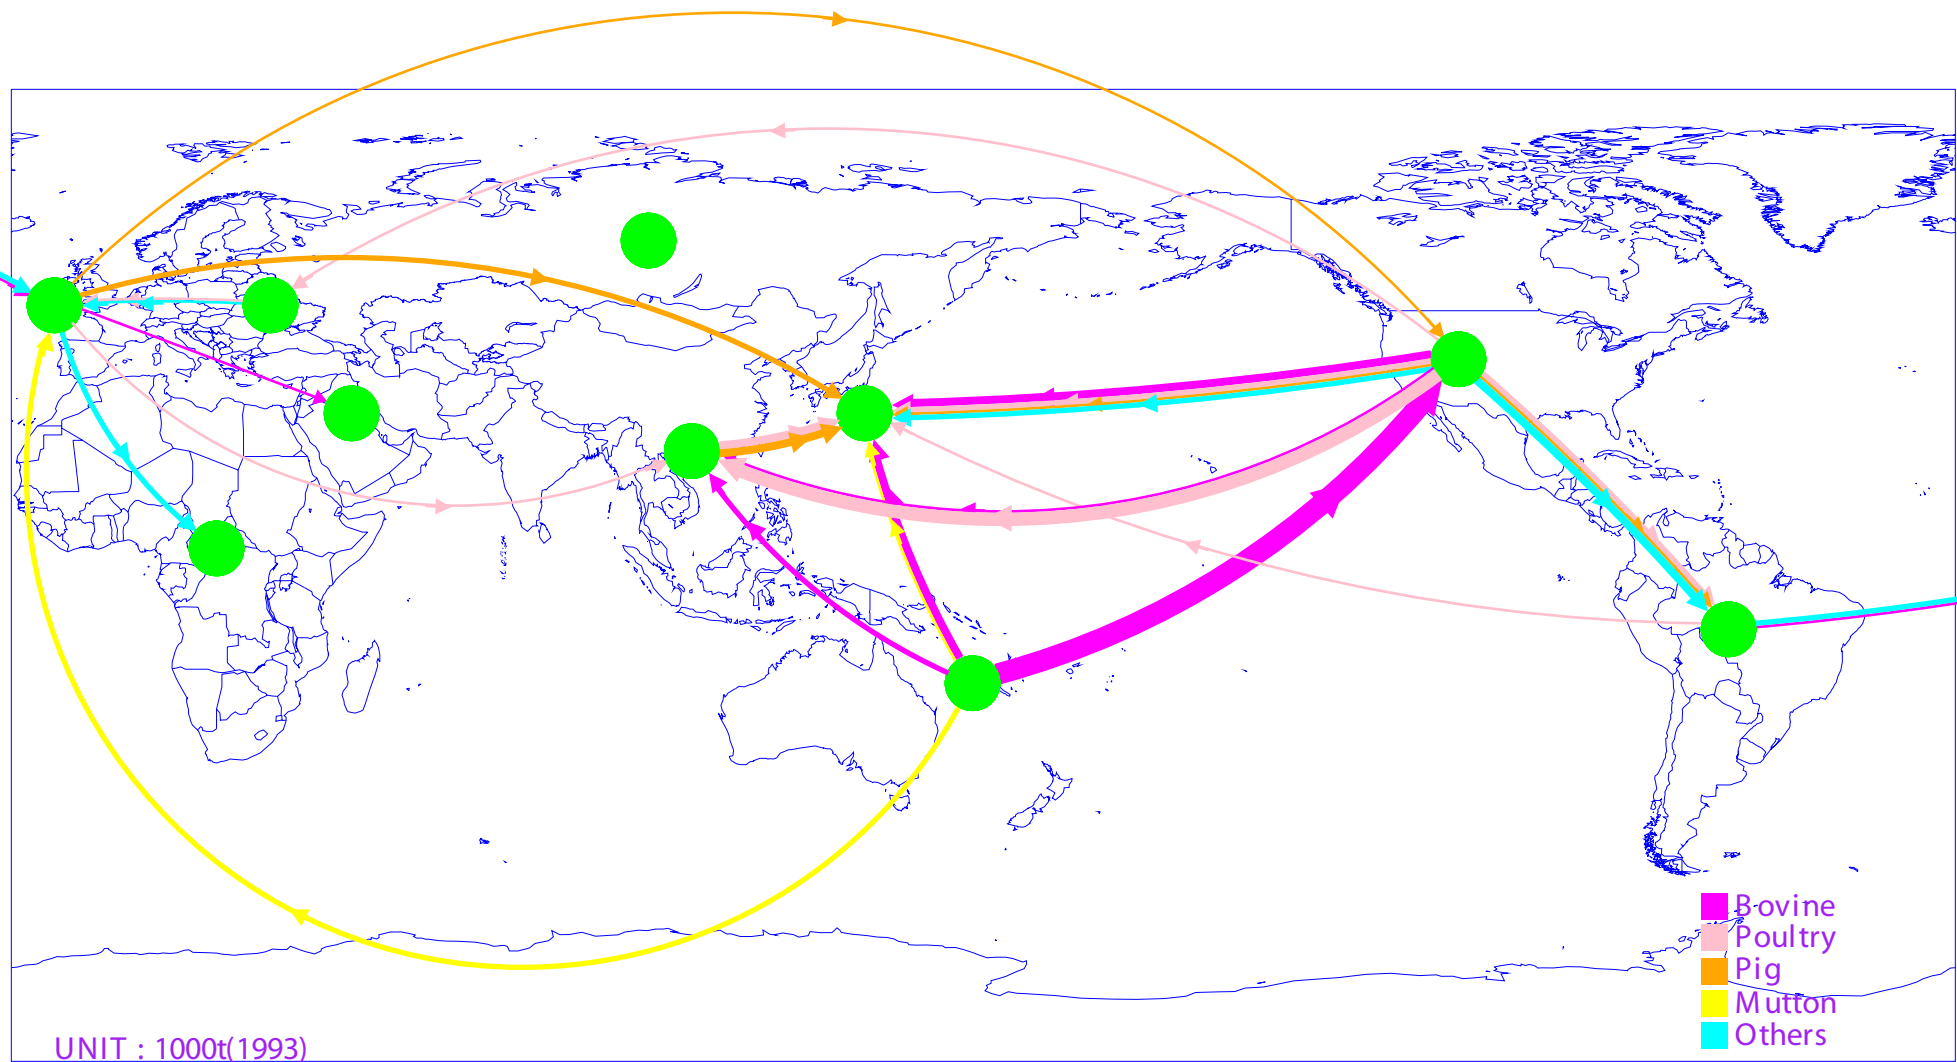 Bovine
Poultry
Pig
Mutton
Others
UNIT : 1000t(1993)